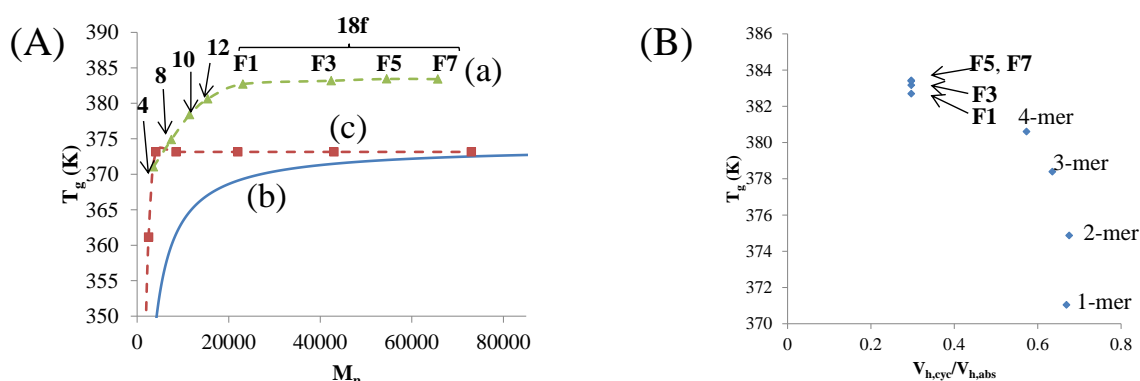 (A)
390
385
380
375
370
365
360
355
350
T_g (K)
0
20000
40000
60000
80000
M_n
4
8
10
12
18f
F1
F3
F5
F7
(a)
(c)
(b)
(B)
386
384
382
380
378
376
374
372
370
T_g (K)
0
0.2
0.4
0.6
0.8
V_h,cyc/V_h,abs
F5, F7
F3
F1
4-mer
3-mer
2-mer
1-mer